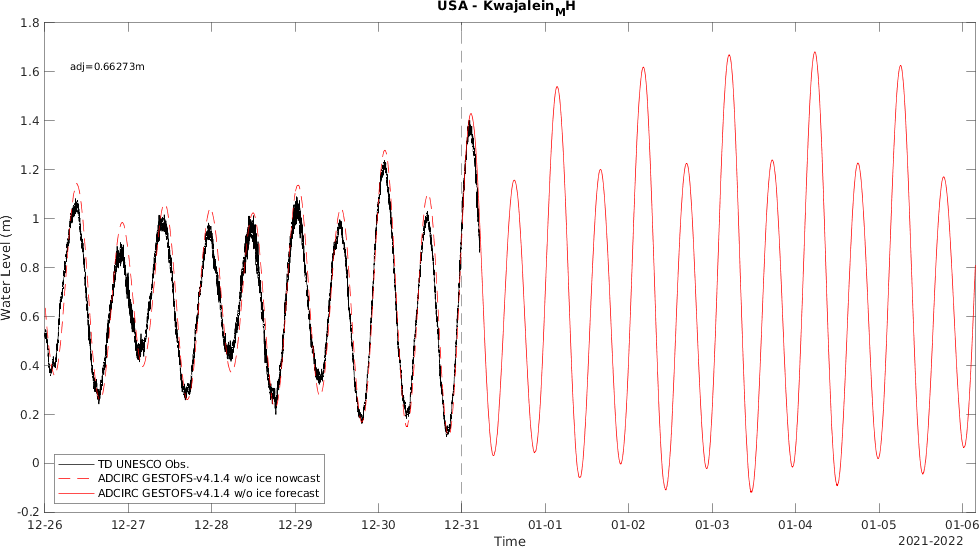 USA - Kwajalein_MH
1.8
1.6
1.4
1.2
1
0.8
0.6
0.4
0.2
0
-0.2
Water Level (m)
adj=0.66273m
TD UNESCO Obs.
ADCIRC GESTOFS-v4.1.4 w/o ice nowcast
ADCIRC GESTOFS-v4.1.4 w/o ice forecast
12-26 12-27 12-28 12-29 12-30 12-31 01-01 01-02 01-03 01-04 01-05 01-06
Time
2021-2022